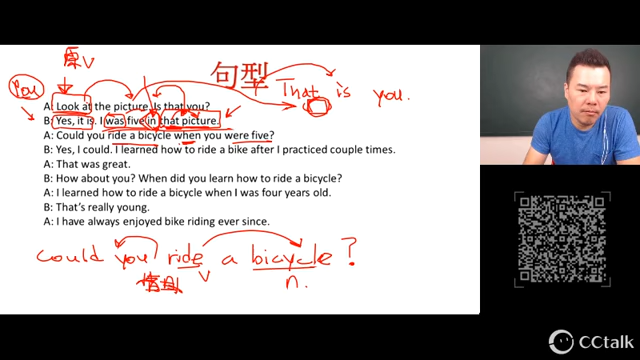 原V
句型
You
That is you.
A: Look at the picture. Is that you?
B: Yes, it is. I was five in that picture.
A: Could you ride a bicycle when you were five?
B: Yes, I could. I learned how to ride a bike after I practiced couple times.
A: That was great.
B: How about you? When did you learn how to ride a bicycle?
A: I learned how to ride a bicycle when I was four years old.
B: That's really young.
A: I have always enjoyed bike riding ever since.
could you ride a bicycle?
V n.
CCtalk